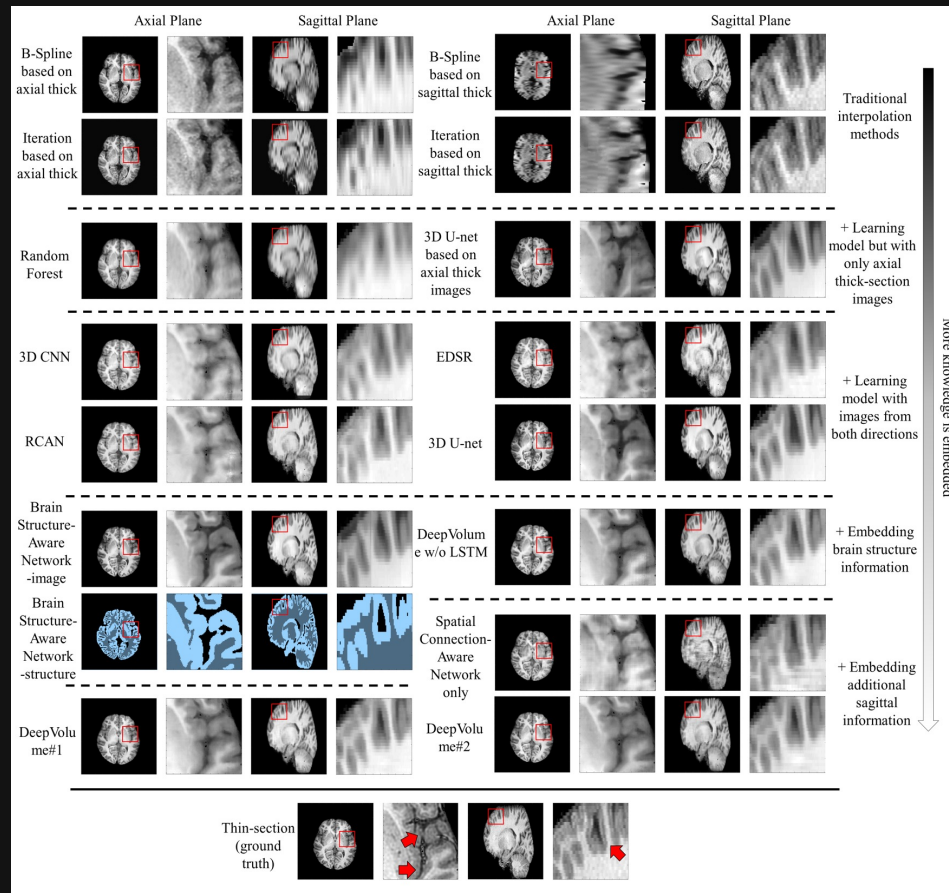 Axial Plane
Sagittal Plane
Axial Plane
Sagittal Plane
B-Spline
based on
axial thick
B-Spline
based on
sagittal thick
Traditional
interpolation
methods
Iteration
based on
axial thick
Iteration
based on
sagittal thick
Random
Forest
3D U-net
based on
axial thick
images
+ Learning
model but with
only axial
thick-section
images
3D CNN
EDSR
+ Learning
model with
images from
both directions
RCAN
3D U-net
More knowledge is embedded
Brain
Structure-
Aware
Network
-image
DeepVolum
e w/o LSTM
+ Embedding
brain structure
information
Brain
Structure-
Aware
Network
-structure
Spatial
Connection-
Aware
Network
only
+ Embedding
additional
sagittal
information
DeepVolu
me#1
DeepVolu
me#2
Thin-section
(ground
truth)